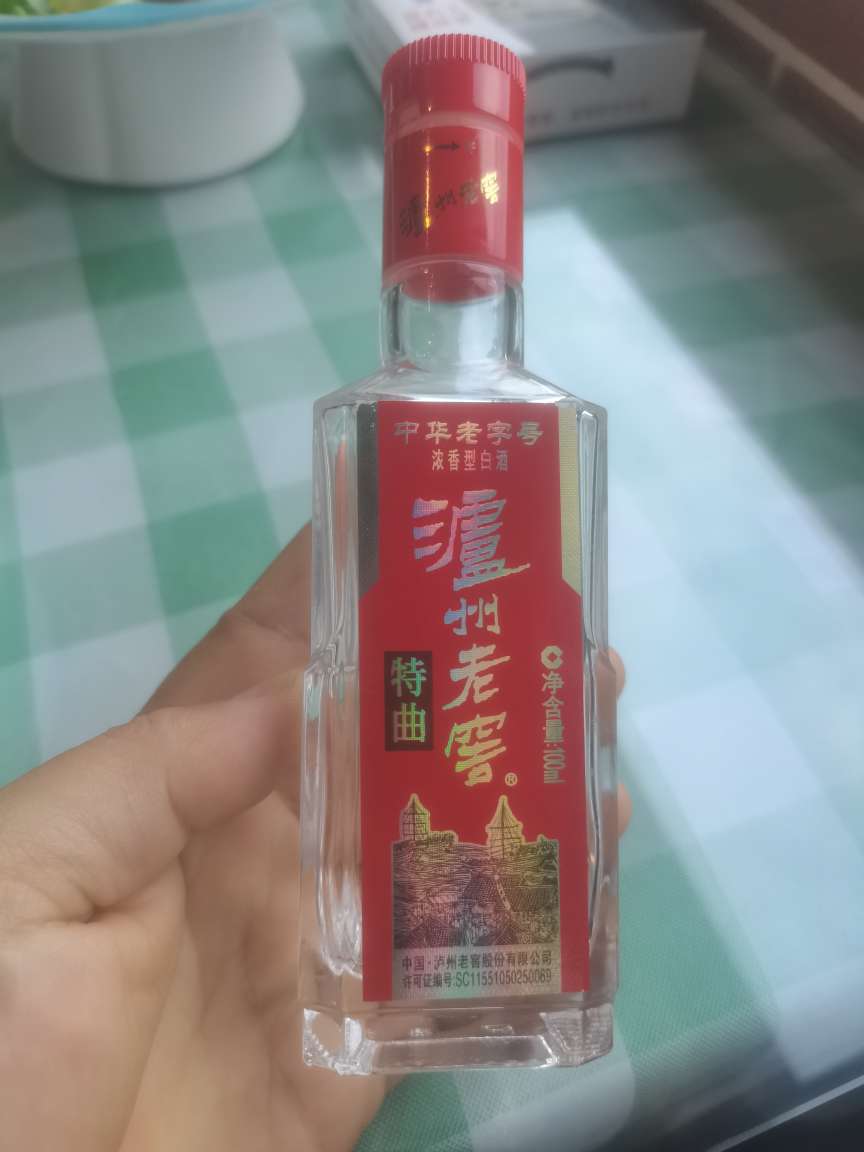 泸州老窖
中华老字号
浓香型白酒
瀘州老窖®
特曲
净含量:100ml
中国·泸州老窖股份有限公司
许可证编号:SC11551050250069